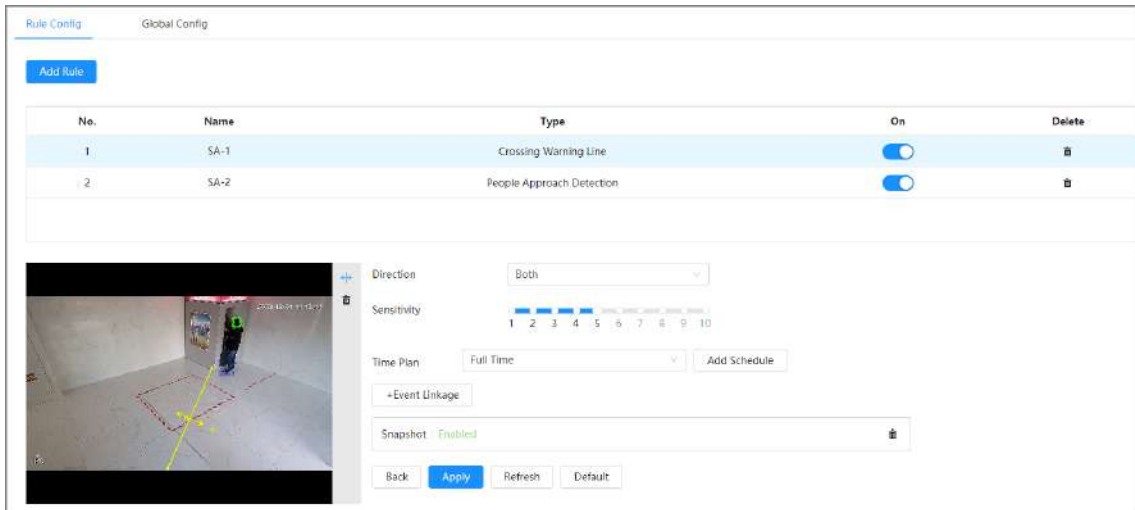 Rule Config Global Config
Add Rule
No. Name Type On Delete
1 SA-1 Crossing Warning Line
2 SA-2 People Approach Detection
Direction Both
Sensitivity
1 2 3 4 5 6 7 8 9 10
Time Plan Full Time Add Schedule
+Event Linkage
Snapshot Enabled
Back Apply Refresh Default